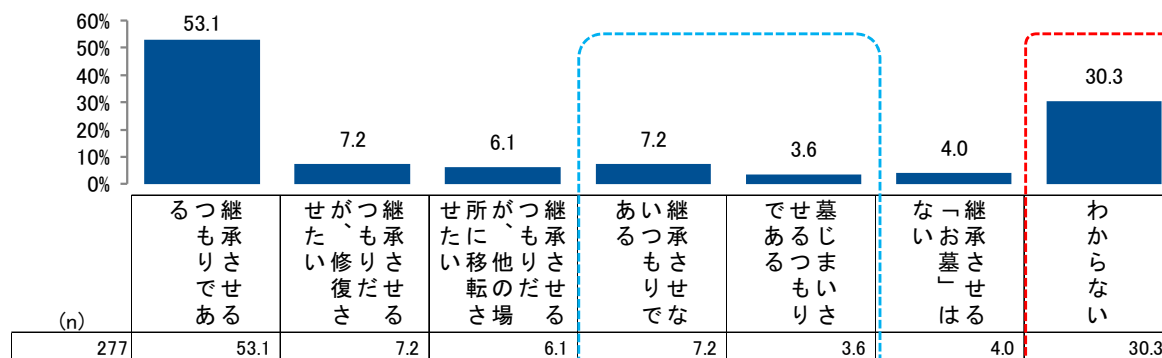 60%
50%
40%
30%
20%
10%
0%
53.1
7.2
6.1
7.2
3.6
4.0
30.3
継承させる
つもりであ
る
継承させる
つもりだ
が、修復さ
せたい
継承させる
つもりだ
が、他の場
所に移転さ
せたい
継承させな
いつもりで
ある
墓じまいさ
せるつもり
である
継承させる
「お墓」は
ない
わからない
(n)
277 53.1 7.2 6.1 7.2 3.6 4.0 30.3